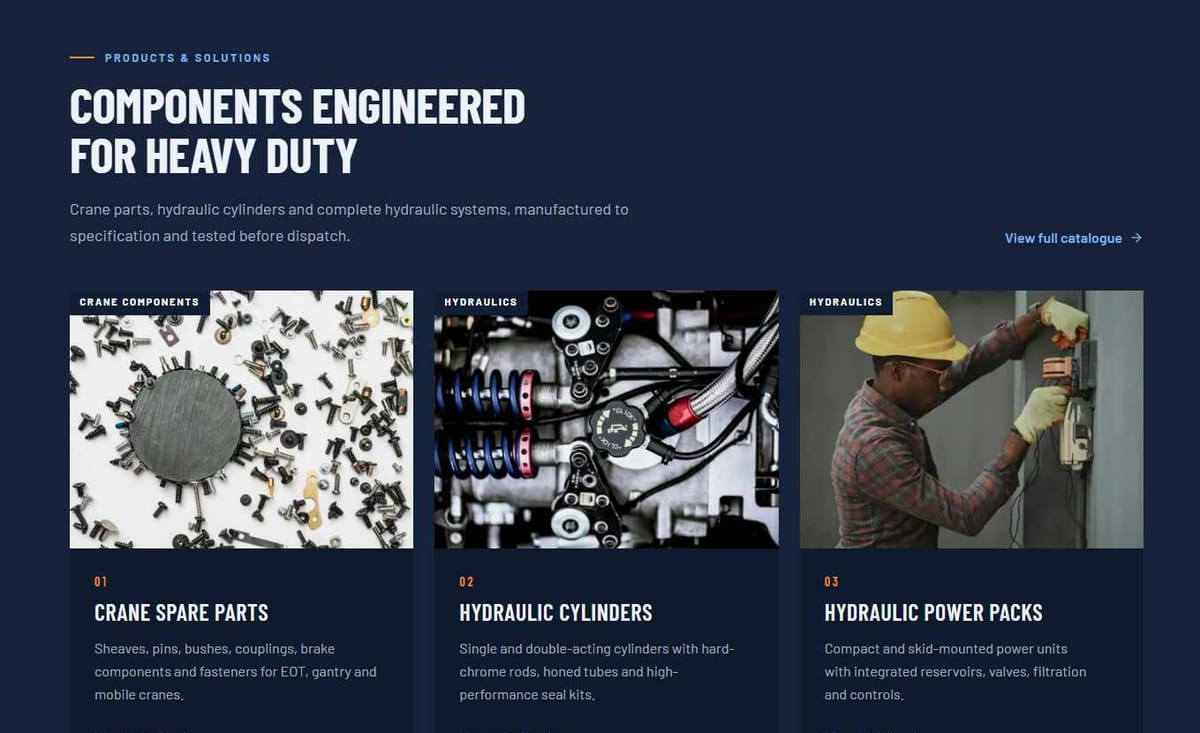 PRODUCTS & SOLUTIONS
COMPONENTS ENGINEERED
FOR HEAVY DUTY
Crane parts, hydraulic cylinders and complete hydraulic systems, manufactured to
specification and tested before dispatch.
View full catalogue →
CRANE COMPONENTS
HYDRAULICS
HYDRAULICS
"CLICK"
"CLICK"
01
CRANE SPARE PARTS
Sheaves, pins, bushes, couplings, brake
components and fasteners for EOT, gantry and
mobile cranes.
02
HYDRAULIC CYLINDERS
Single and double-acting cylinders with hard-
chrome rods, honed tubes and high-
performance seal kits.
03
HYDRAULIC POWER PACKS
Compact and skid-mounted power units
with integrated reservoirs, valves, filtration
and controls.